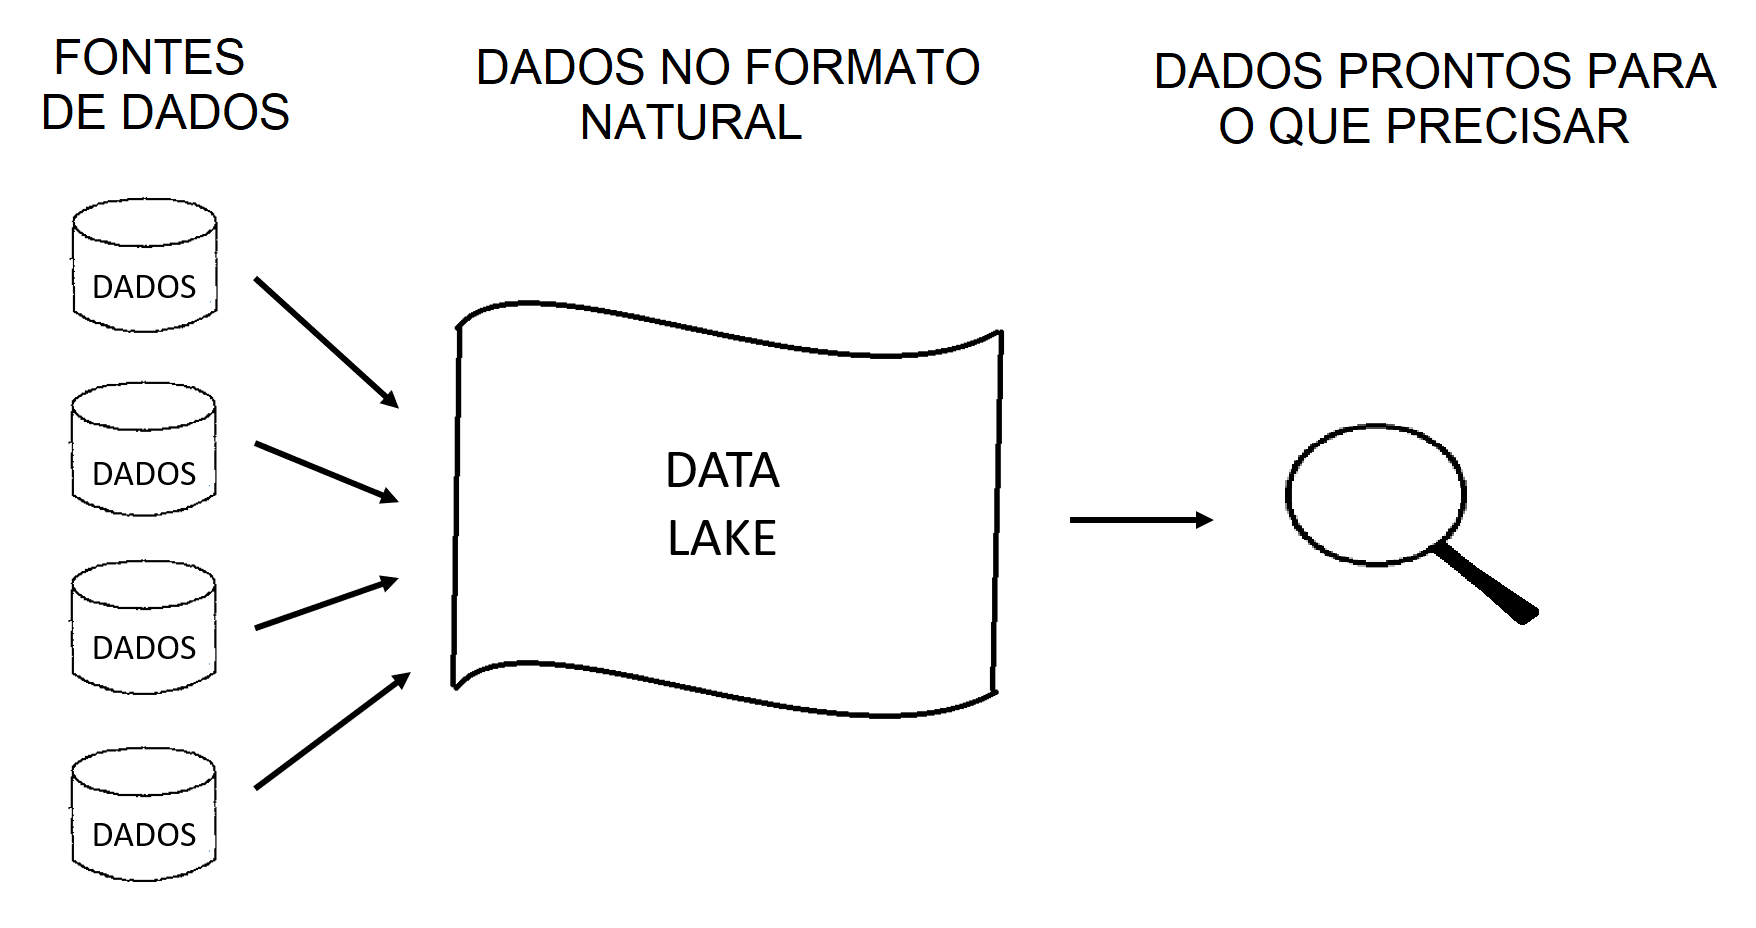 FONTES
DE DADOS
DADOS NO FORMATO
NATURAL
DADOS PRONTOS PARA
O QUE PRECISAR
DADOS
DADOS
DADOS
DADOS
DATA
LAKE